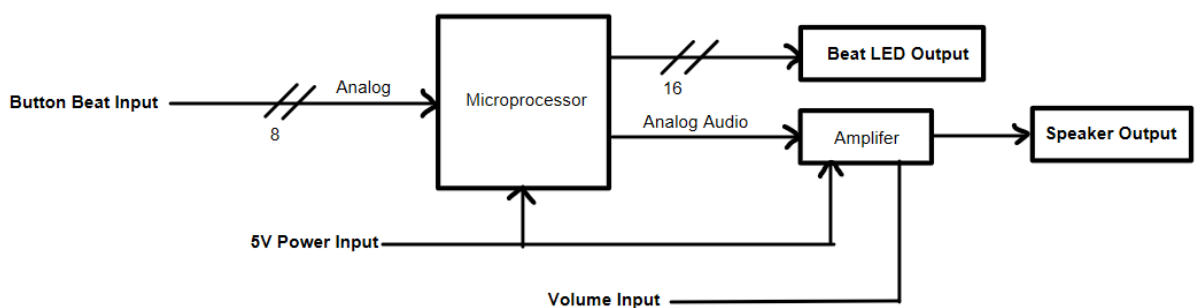 Beat LED Output
Analog
Button Beat Input
Microprocessor
16
8
Analog Audio
Amplifer
Speaker Output
5V Power Input
Volume Input